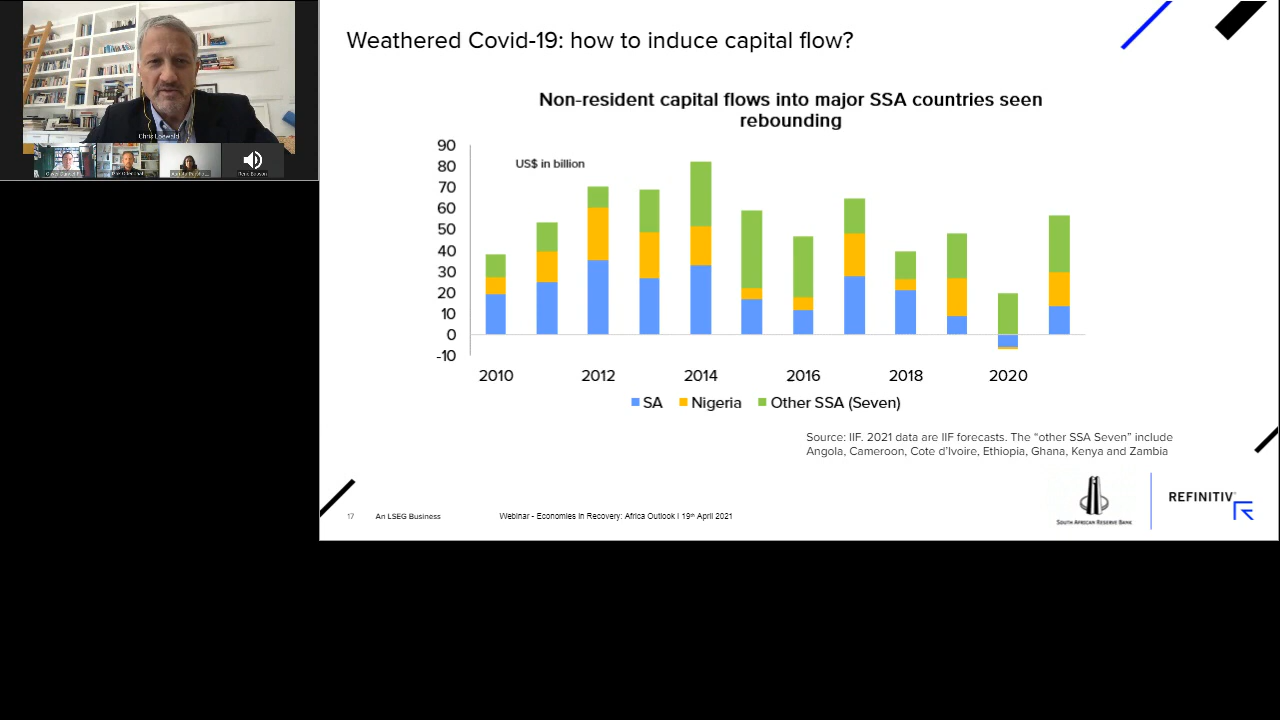 Weathered Covid-19: how to induce capital flow?
Chris Loewald
Non-resident capital flows into major SSA countries seen
rebounding
US$ in billion
90
80
70
60
50
40
30
20
10
0
-10
2010 2012 2014 2016 2018 2020
SA Nigeria Other SSA (Seven)
Source: IIF. 2021 data are IIF forecasts. The “other SSA Seven” include
Angola, Cameroon, Cote d’Ivoire, Ethiopia, Ghana, Kenya and Zambia
SOUTH AFRICAN RESERVE BANK
REFINITIV
17 An LSEG Business Webinar - Economies in Recovery: Africa Outlook I 19th April 2021